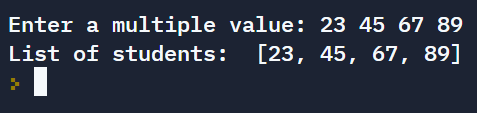 Enter a multiple value: 23 45 67 89
List of students:  [23, 45, 67, 89]
>